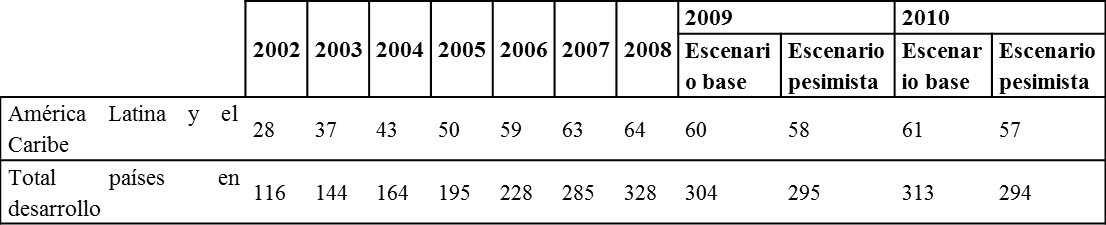 2002 2003 2004 2005 2006 2007 2008 2009 2010
Escenari
o base
Escenario
pesimista
Escenar
io base
Escenario
pesimista
América Latina y el
Caribe
28 37 43 50 59 63 64 60 58 61 57
Total países en
desarrollo
116 144 164 195 228 285 328 304 295 313 294